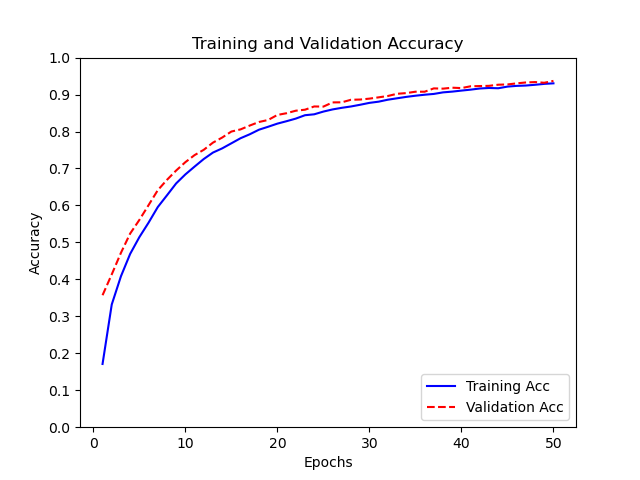 Training and Validation Accuracy
Accuracy
1.0
0.9
0.8
0.7
0.6
0.5
0.4
0.3
0.2
0.1
0.0
Training Acc
Validation Acc
0 10 20 30 40 50
Epochs